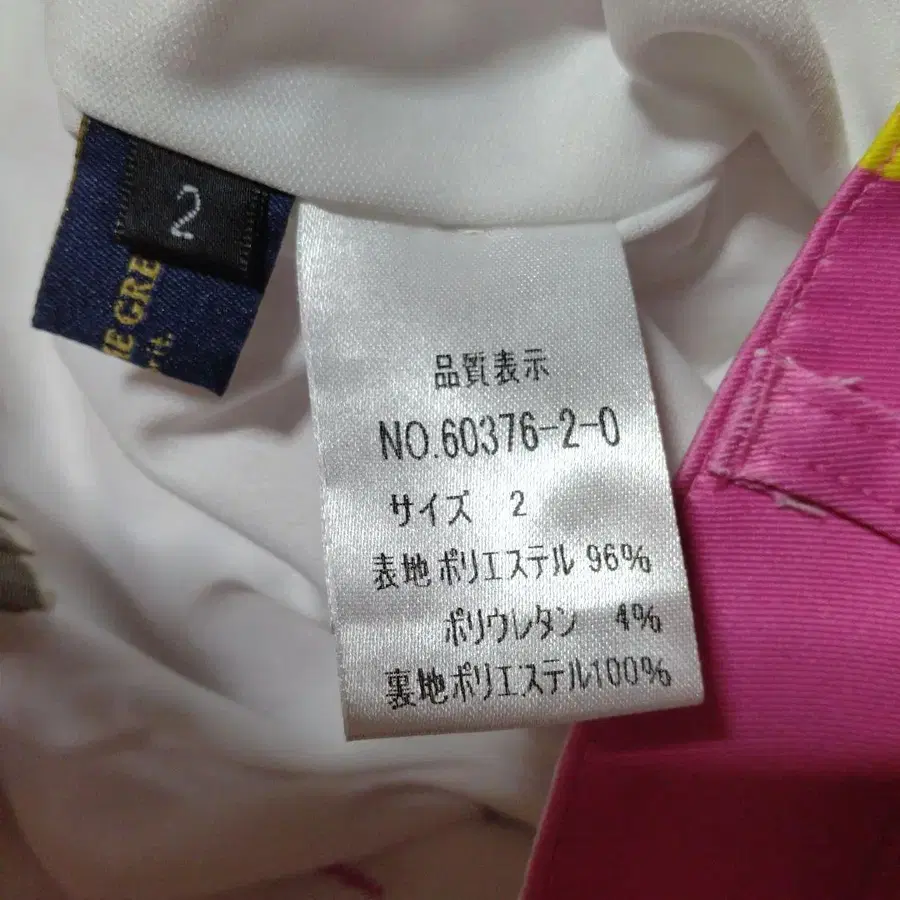 2
GRE
品質表示
NO.60376-2-0
サイズ 2
表地 ポリエステル 96%
ポリウレタン 4%
裏地ポリエステル100%